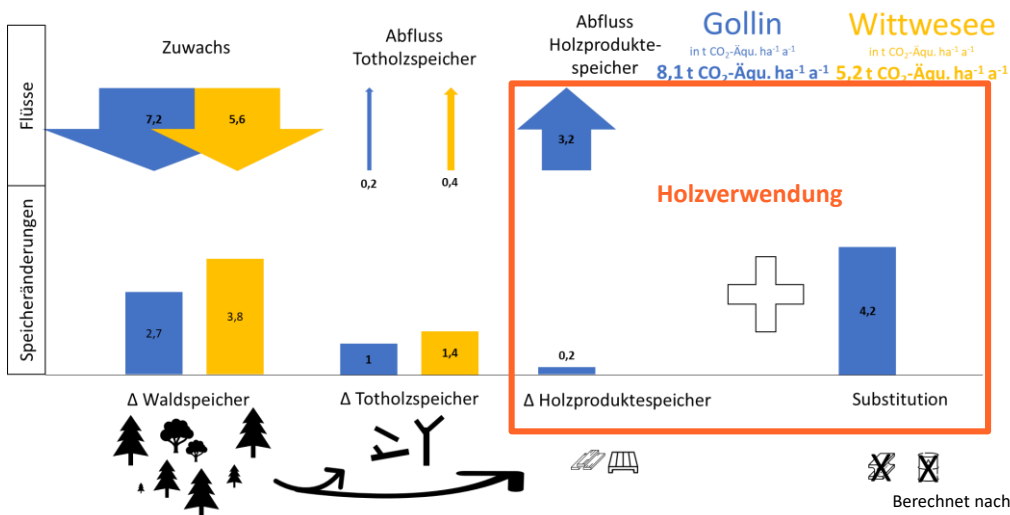 Zuwachs
Abfluss
Totholzspeicher
Abfluss
Holzprodukte-
speicher
Gollin
in t CO₂-Äqu. ha⁻¹ a⁻¹
8,1 t CO₂-Äqu. ha⁻¹ a⁻¹
Wittwesee
in t CO₂-Äqu. ha⁻¹ a⁻¹
5,2 t CO₂-Äqu. ha⁻¹ a⁻¹
Flüsse
7,2
5,6
0,2
0,4
3,2
Holzverwendung
Speicheränderungen
2,7
3,8
1
1,4
0,2
4,2
Δ Waldspeicher
Δ Totholzspeicher
Δ Holzproduktespeicher
Substitution
Berechnet nach